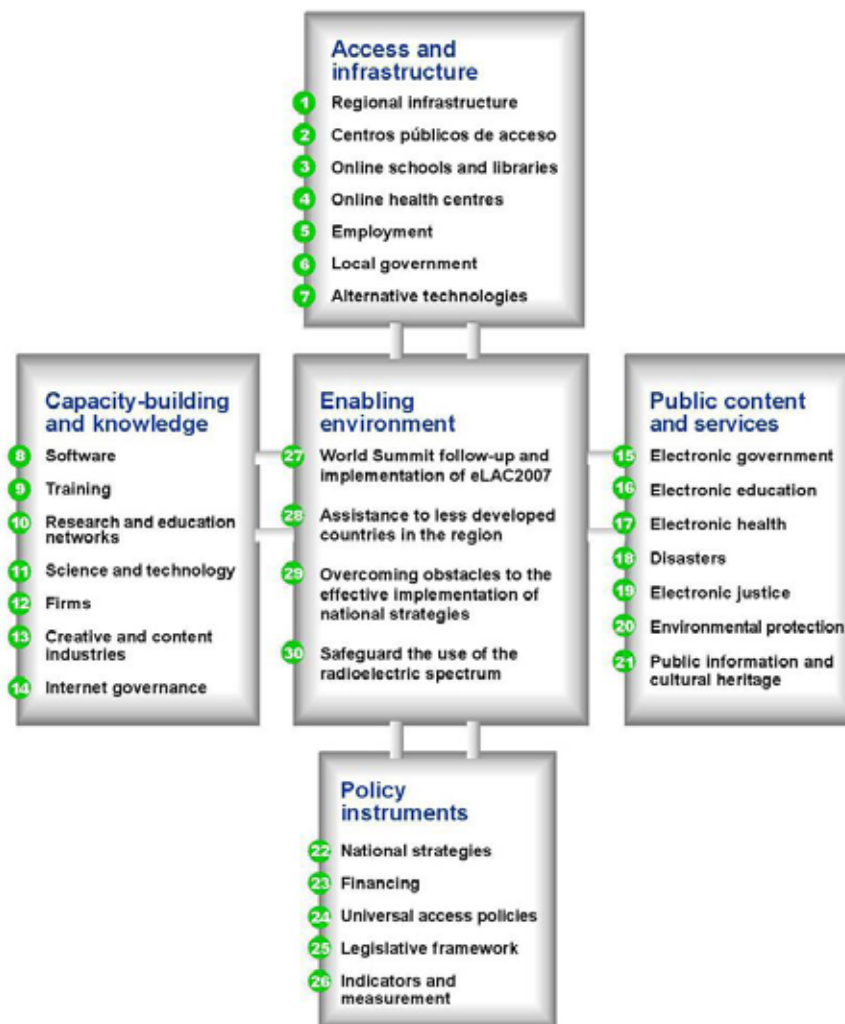 Access and
infrastructure
1 Regional infrastructure
2 Centros públicos de acceso
3 Online schools and libraries
4 Online health centres
5 Employment
6 Local government
7 Alternative technologies
Capacity-building
and knowledge
8 Software
9 Training
10 Research and education
networks
11 Science and technology
12 Firms
13 Creative and content
industries
14 Internet governance
Enabling
environment
27 World Summit follow-up and
implementation of eLAC2007
28 Assistance to less developed
countries in the region
29 Overcoming obstacles to the
effective implementation of
national strategies
30 Safeguard the use of the
radioelectric spectrum
Public content
and services
15 Electronic government
16 Electronic education
17 Electronic health
18 Disasters
19 Electronic justice
20 Environmental protection
21 Public information and
cultural heritage
Policy
instruments
22 National strategies
23 Financing
24 Universal access policies
25 Legislative framework
26 Indicators and
measurement